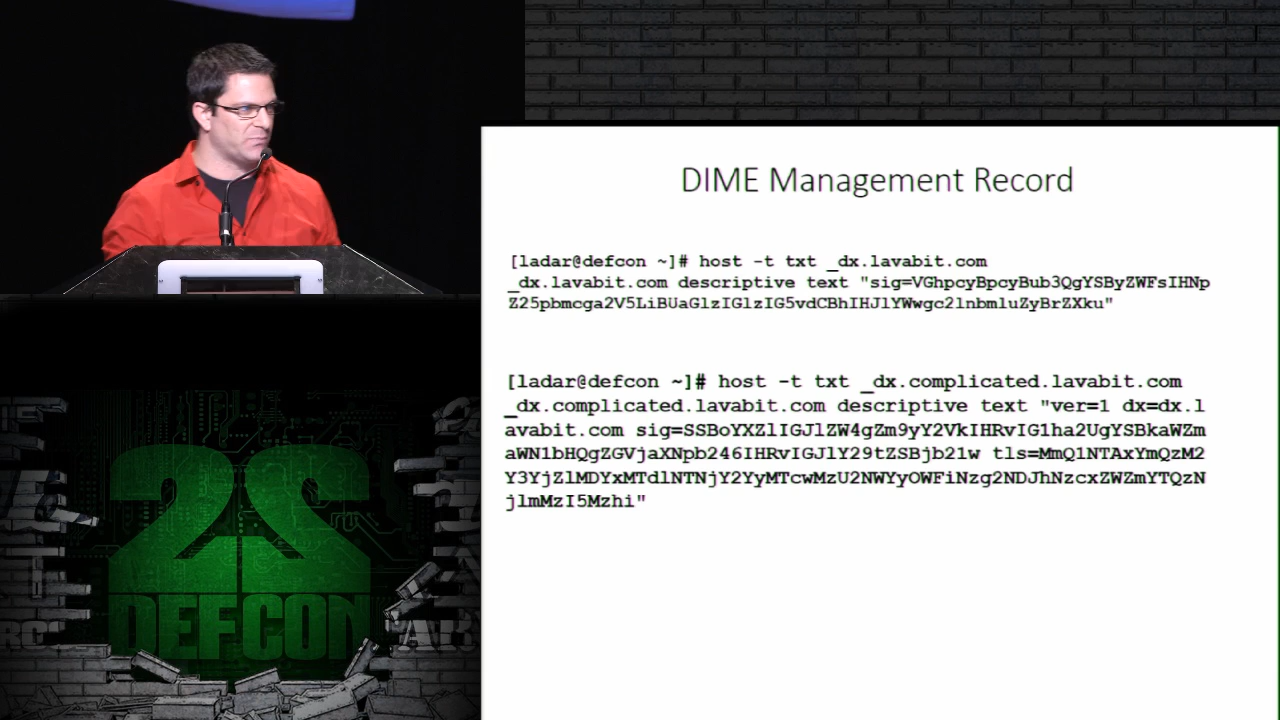 DIME Management Record
[ladar@defcon ~]# host -t txt _dx.lavabit.com
_dx.lavabit.com descriptive text "sig=VGhpcyBpcyBub3QgYSByZWFsIHNp
Z25pbmcga2V5LiBUaGlzIGlzIG5vdCBhIHJlYWwgc2lnbmluZyBrZXku"
[ladar@defcon ~]# host -t txt _dx.complicated.lavabit.com
_dx.complicated.lavabit.com descriptive text "ver=1 dx=dx.l
avabit.com sig=SSBoYXZlIGJlZW4gZm9yY2VkIHRvIG1ha2UgYSBkaWZm
aWN1bHQgZGVjaXNpb246IHRvIGJlY29tZSBjb21w tls=MmQ1NTAxYmQzM2
Y3YjZlMDYxMTdlNTNjY2YyMTcwMzU2NWYyOWFiNzg2NDJhNzcxZWZmYTQzN
jlmMzI5Mzhi"
22
DEFCON